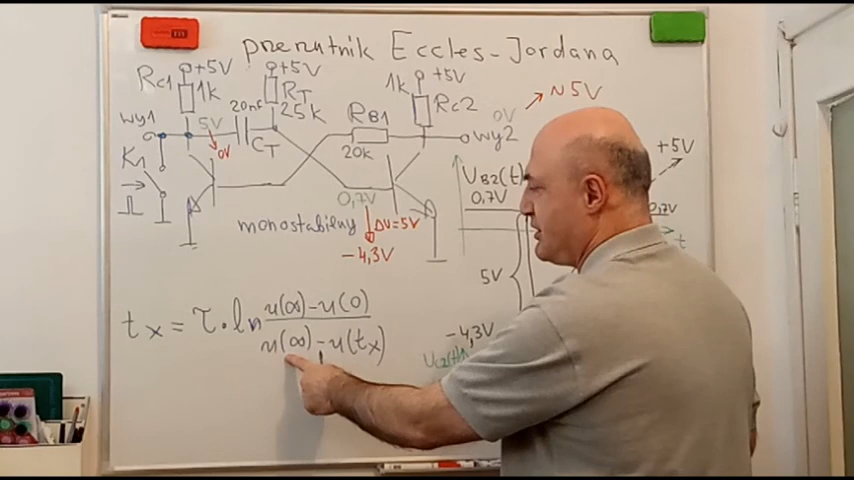 przerzutnik Eccles-Jordana
+5V +5V +5V
Rc1 1k RT 25k 1k Rc2
20nF CT RB1 20k
wy1 5V 0V wy2 0V ~5V
K1
UB2(t)
0,7V
+5V
0,7V
t
monostabilny 0,7V ΔU=5V
-4,3V
5V
-4,3V
tx = τ·ln u(∞)-u(0)
u(∞)-u(tx)